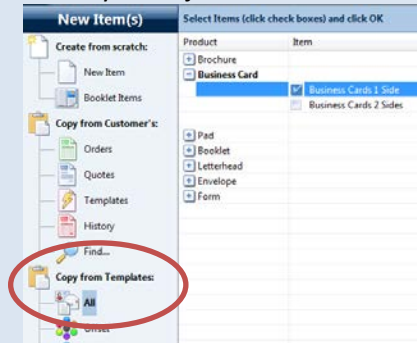 New Item(s)
Select Items (click check boxes) and click OK
Create from scratch:
New Item
Booklet Items
Copy from Customer's:
Orders
Quotes
Templates
History
Find...
Copy from Templates:
All
Offset
Product
Item
Brochure
Business Card
Business Cards 1 Side
Business Cards 2 Sides
Pad
Booklet
Letterhead
Envelope
Form